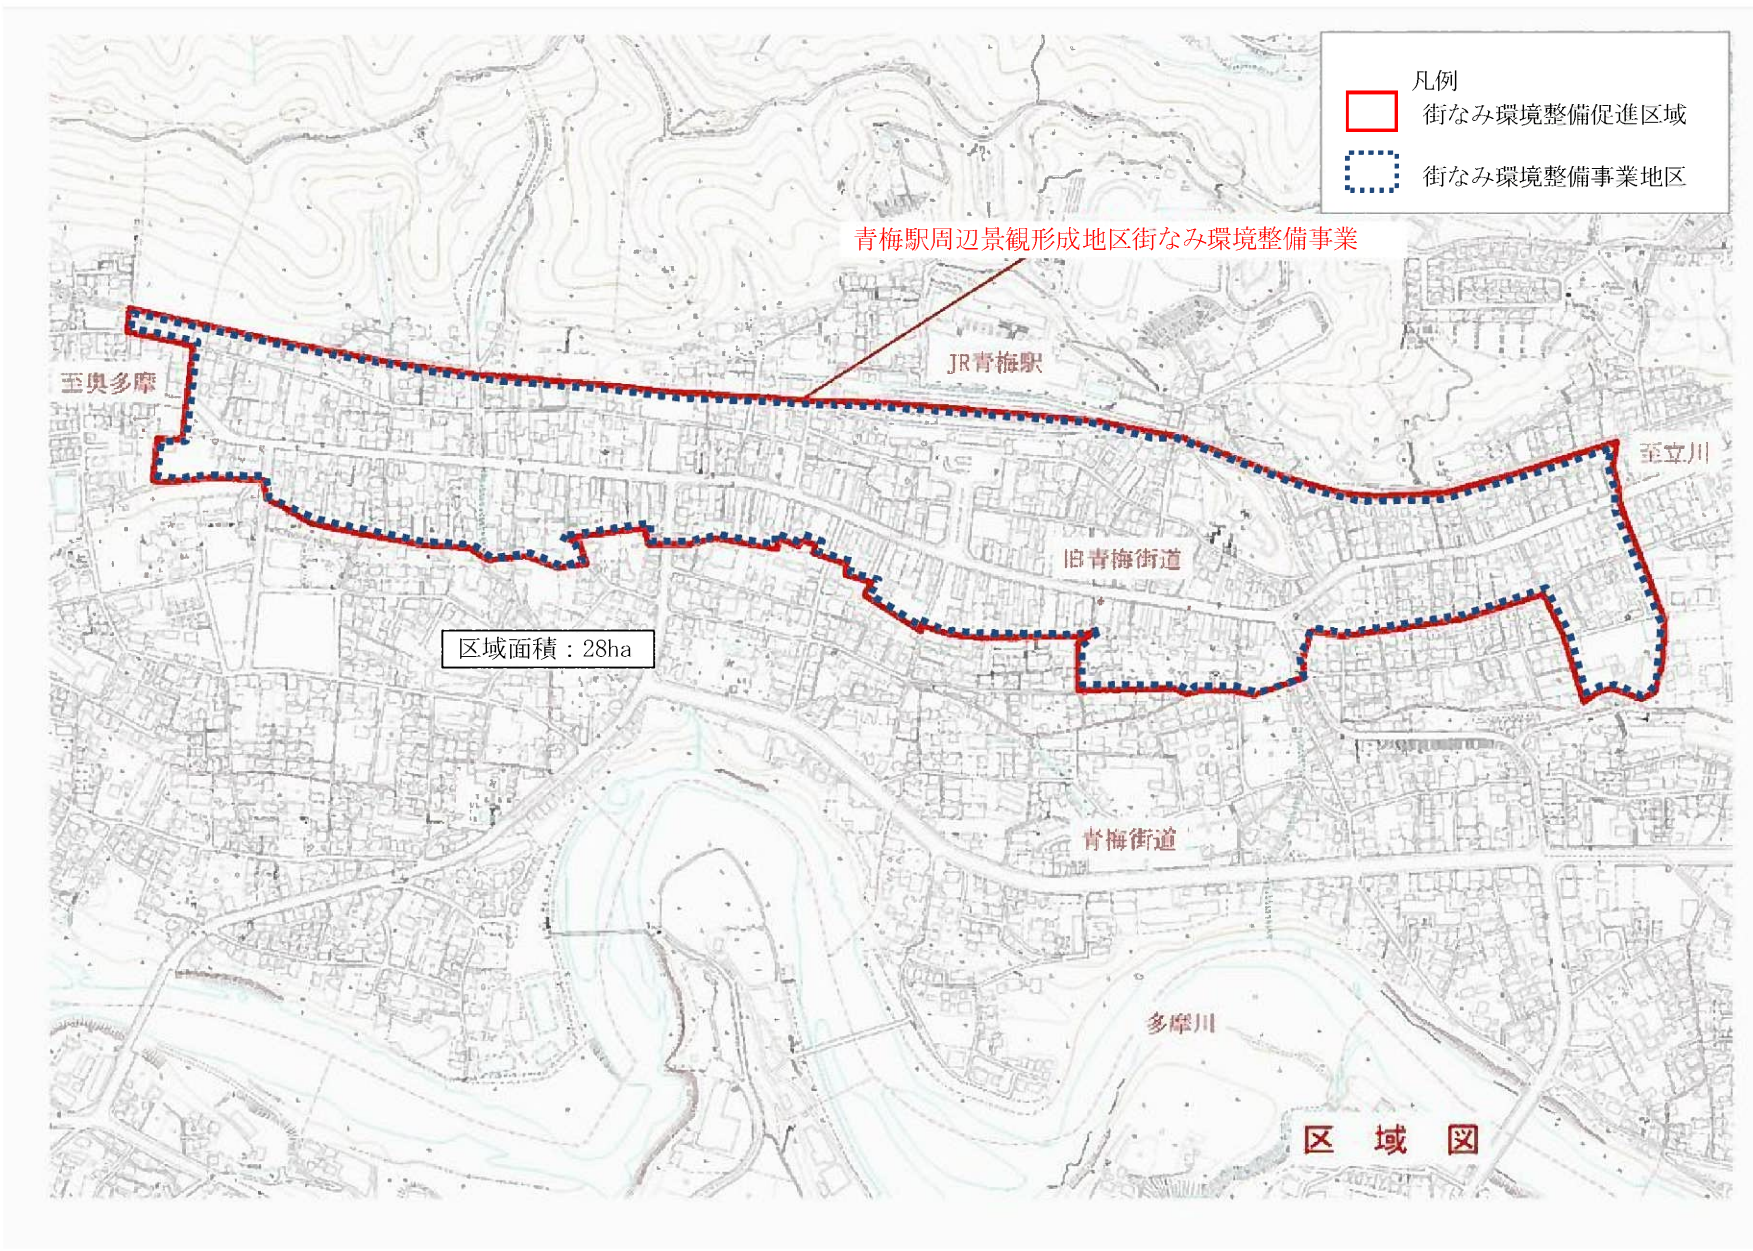 凡例
街なみ環境整備促進区域
街なみ環境整備事業地区
青梅駅周辺景観形成地区街なみ環境整備事業
JR青梅駅
至奥多摩
至立川
旧青梅街道
区域面積：28ha
青梅街道
多摩川
区域図